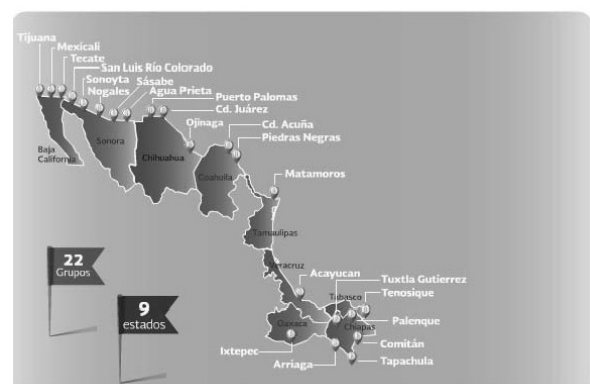 Tijuana
Mexicali
Tecate
San Luis Río Colorado
Sonoyta
Sásabe
Nogales
Agua Prieta
Puerto Palomas
Cd. Juárez
Ojinaga
Cd. Acuña
Piedras Negras
Baja
California
Sonora
Chihuahua
Coahuila
Matamoros
Tamaulipas
Veracruz
22
Grupos
Acayucan
Tuxtla Gutierrez
Tabasco
Tenosique
9
estados
Oaxaca
Chiapas
Palenque
Ixtepec
Comitán
Arriaga
Tapachula